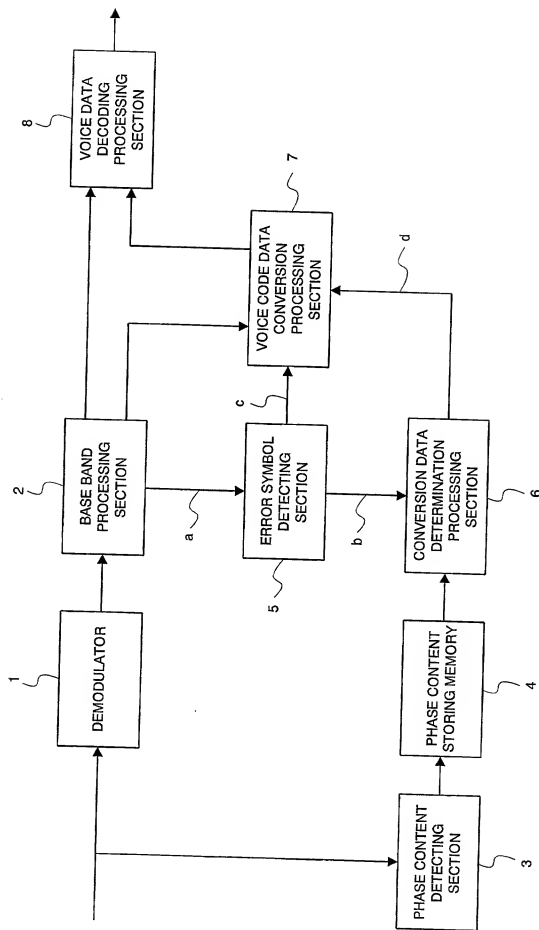 8
VOICE DATA
DECODING
PROCESSING
SECTION
7
VOICE CODE DATA
CONVERSION
PROCESSING
SECTION
d
c
2
BASE BAND
PROCESSING
SECTION
a
ERROR SYMBOL
DETECTING
SECTION
5
b
CONVERSION DATA
DETERMINATION
PROCESSING
SECTION
6
1
DEMODULATOR
PHASE CONTENT
STORING MEMORY
4
PHASE CONTENT
DETECTING
SECTION
3